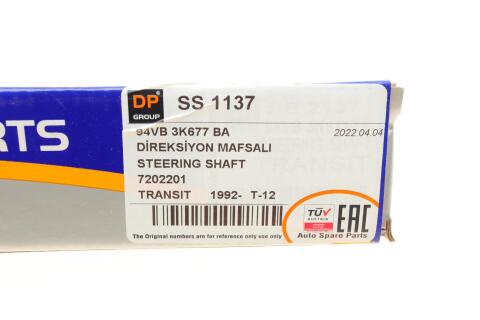 DP
GROUP
SS 1137
RTS
94VB 3K677 BA
2022.04.04
DİREKSİYON MAFSALI
STEERING SHAFT
7202201
TRANSIT 1992- T-12
The Original numbers are for reference only use only
TÜV
AUSTRIA
EAC
Auto Spare Parts